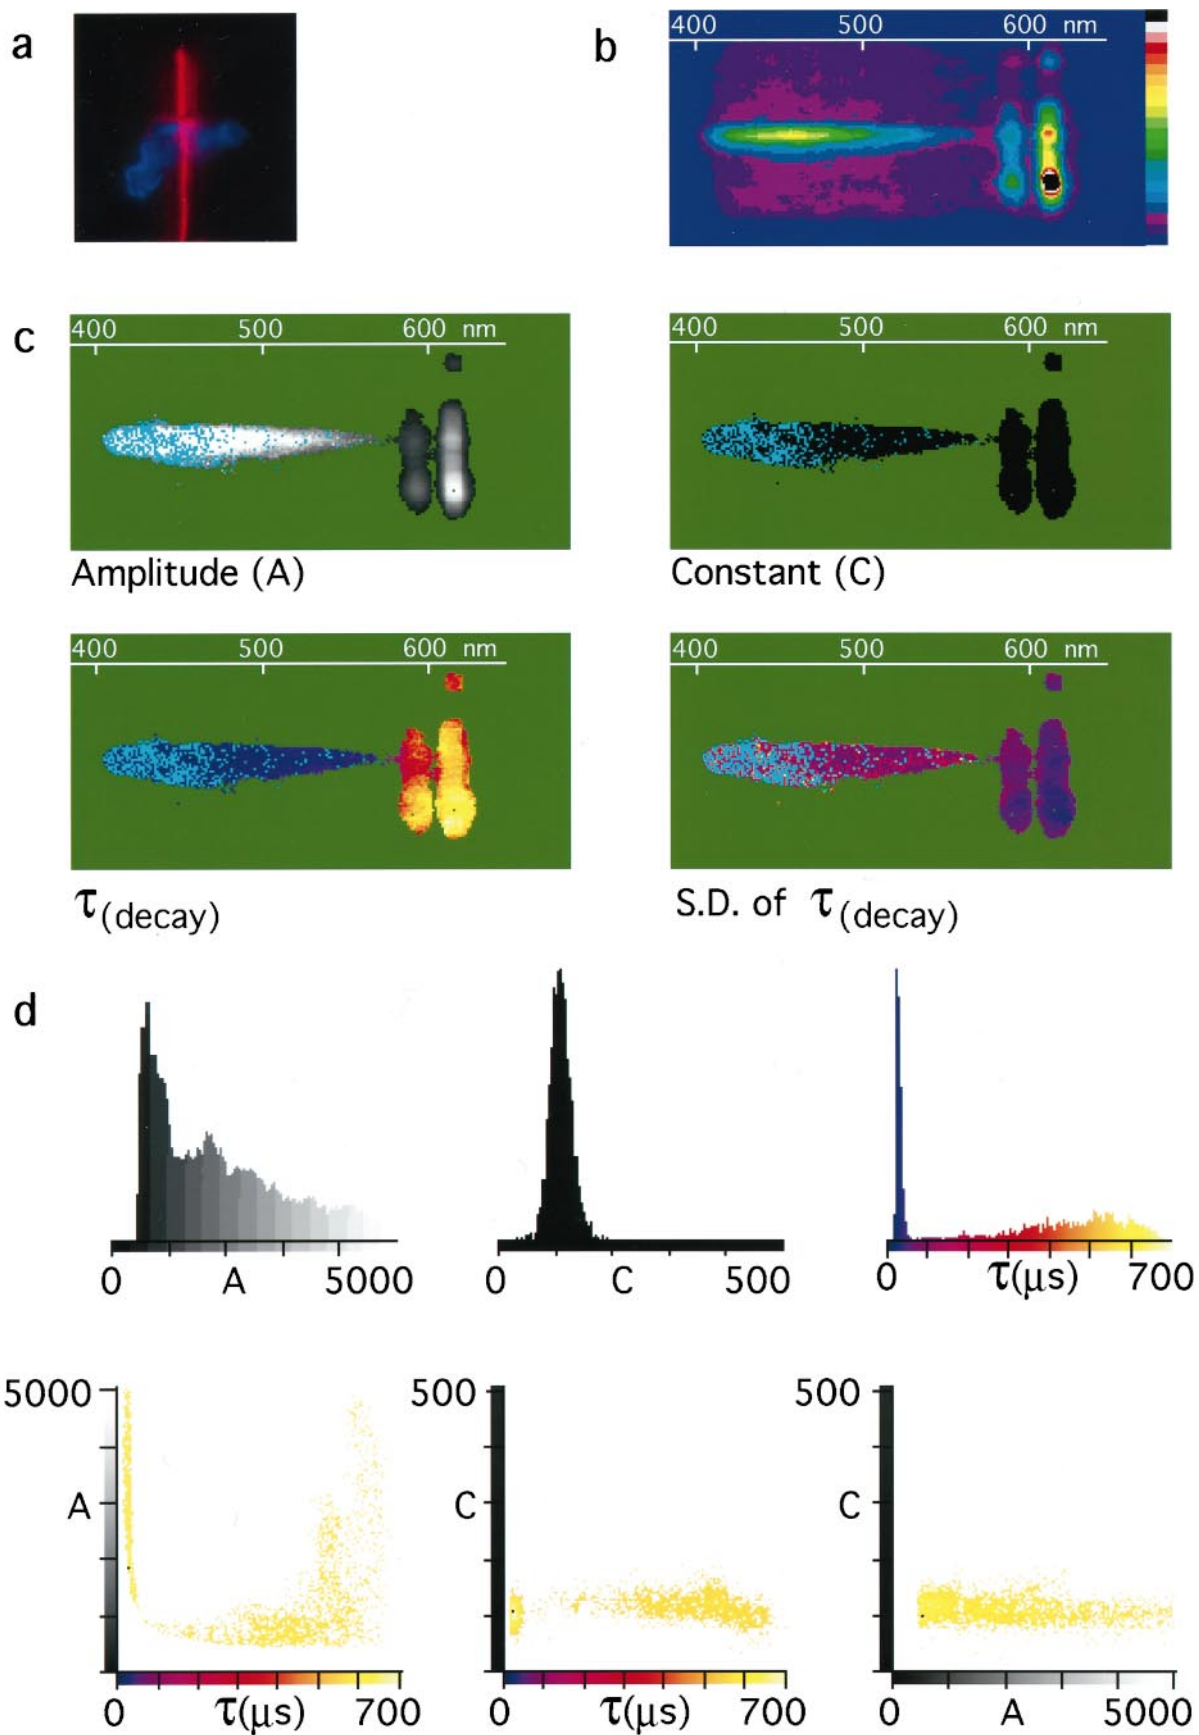 a
b
400 500 600 nm
c
400 500 600 nm
400 500 600 nm
Amplitude (A)
Constant (C)
400 500 600 nm
400 500 600 nm
τ(decay)
S.D. of τ(decay)
d
0 A 5000
0 C 500
0 τ(μs) 700
5000
A
0 τ(μs) 700
500
C
0 τ(μs) 700
500
C
0 A 5000